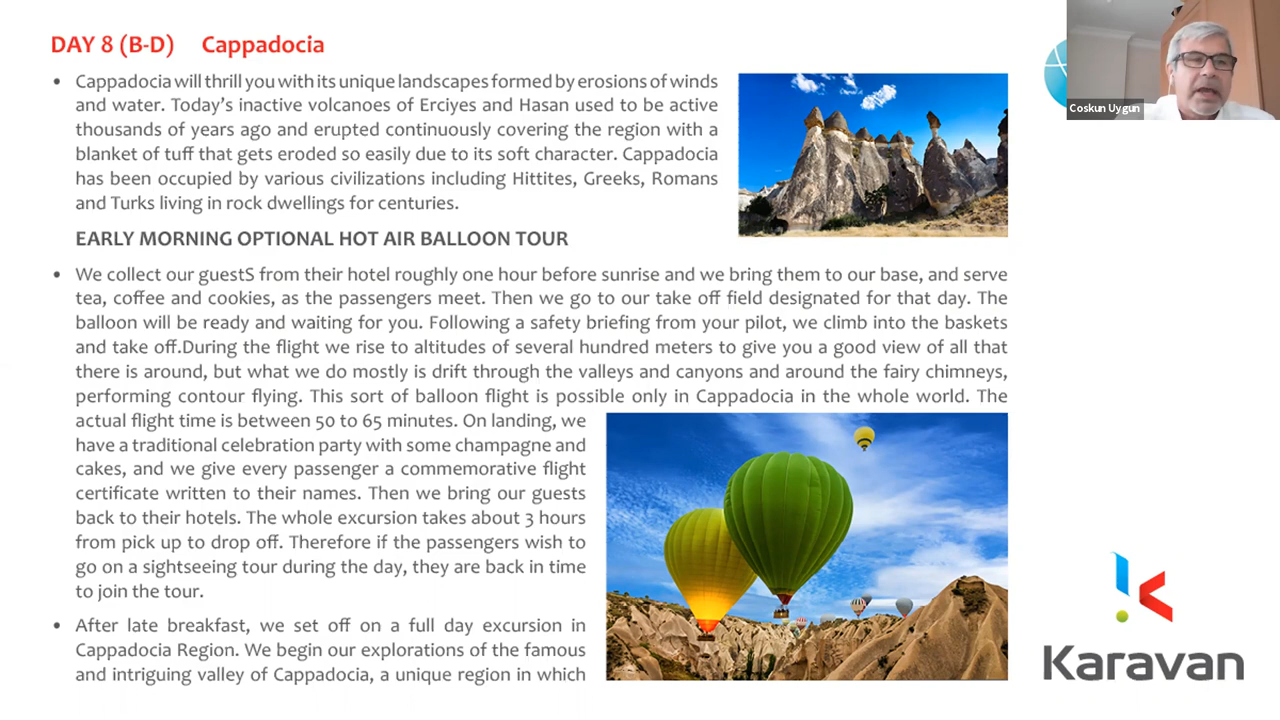 DAY 8 (B-D) Cappadocia
• Cappadocia will thrill you with its unique landscapes formed by erosions of winds
and water. Today's inactive volcanoes of Erciyes and Hasan used to be active
thousands of years ago and erupted continuously covering the region with a
blanket of tuff that gets eroded so easily due to its soft character. Cappadocia
has been occupied by various civilizations including Hittites, Greeks, Romans
and Turks living in rock dwellings for centuries.
EARLY MORNING OPTIONAL HOT AIR BALLOON TOUR
• We collect our guestS from their hotel roughly one hour before sunrise and we bring them to our base, and serve
tea, coffee and cookies, as the passengers meet. Then we go to our take off field designated for that day. The
balloon will be ready and waiting for you. Following a safety briefing from your pilot, we climb into the baskets
and take off.During the flight we rise to altitudes of several hundred meters to give you a good view of all that
there is around, but what we do mostly is drift through the valleys and canyons and around the fairy chimneys,
performing contour flying. This sort of balloon flight is possible only in Cappadocia in the whole world. The
actual flight time is between 50 to 65 minutes. On landing, we
have a traditional celebration party with some champagne and
cakes, and we give every passenger a commemorative flight
certificate written to their names. Then we bring our guests
back to their hotels. The whole excursion takes about 3 hours
from pick up to drop off. Therefore if the passengers wish to
go on a sightseeing tour during the day, they are back in time
to join the tour.
• After late breakfast, we set off on a full day excursion in
Cappadocia Region. We begin our explorations of the famous
and intriguing valley of Cappadocia, a unique region in which
Coskun Uygun
Karavan